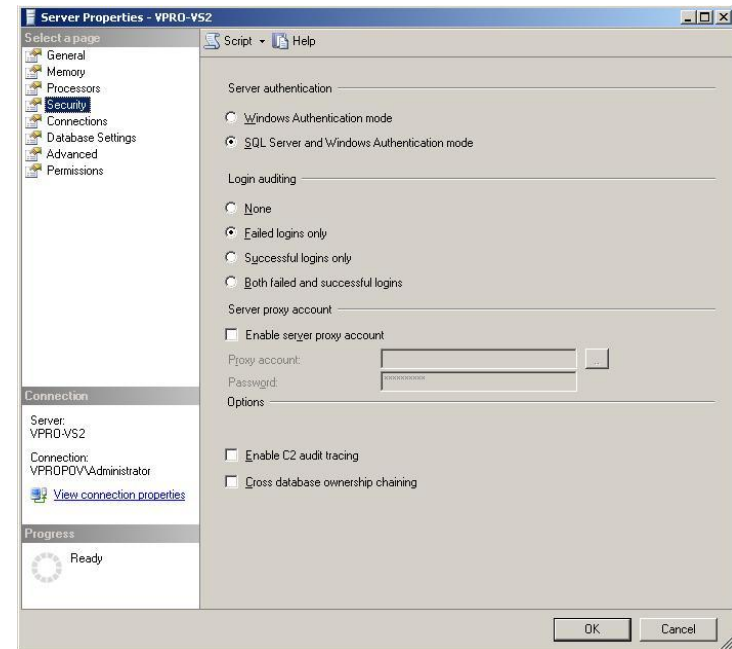 Server Properties - VPRO-VS2
Select a page
General
Memory
Processors
Security
Connections
Database Settings
Advanced
Permissions
Script Help
Server authentication
Windows Authentication mode
SQL Server and Windows Authentication mode
Login auditing
None
Failed logins only
Successful logins only
Both failed and successful logins
Server proxy account
Enable server proxy account
Proxy account:
...
Password:
**********
Options
Enable C2 audit tracing
Cross database ownership chaining
Connection
Server:
VPRO-VS2
Connection:
VPROPOV\Administrator
View connection properties
Progress
Ready
OK Cancel